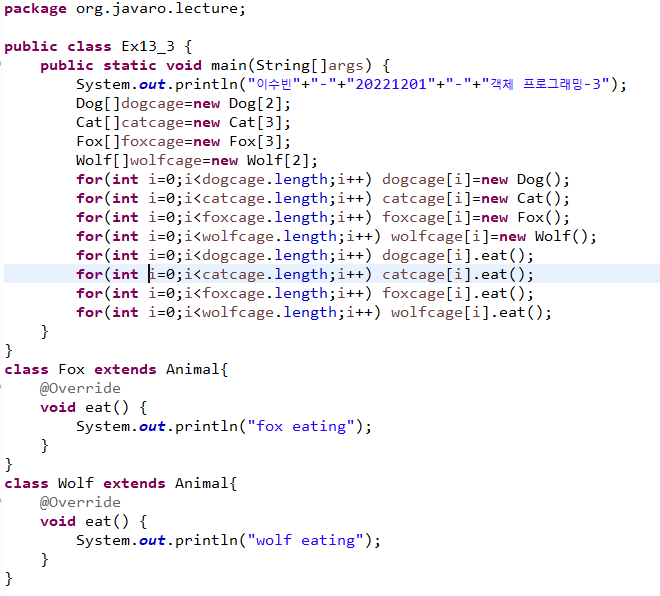 package org.javaro.lecture;
public class Ex13_3 {
public static void main(String[]args) {
System.out.println("이수빈"+"-"+"20221201"+"-"+"객체 프로그래밍-3");
Dog[]dogcage=new Dog[2];
Cat[]catcage=new Cat[3];
Fox[]foxcage=new Fox[3];
Wolf[]wolfcage=new Wolf[2];
for(int i=0;i<dogcage.length;i++) dogcage[i]=new Dog();
for(int i=0;i<catcage.length;i++) catcage[i]=new Cat();
for(int i=0;i<foxcage.length;i++) foxcage[i]=new Fox();
for(int i=0;i<wolfcage.length;i++) wolfcage[i]=new Wolf();
for(int i=0;i<dogcage.length;i++) dogcage[i].eat();
for(int i=0;i<catcage.length;i++) catcage[i].eat();
for(int i=0;i<foxcage.length;i++) foxcage[i].eat();
for(int i=0;i<wolfcage.length;i++) wolfcage[i].eat();
}
}
class Fox extends Animal{
@Override
void eat() {
System.out.println("fox eating");
}
}
class Wolf extends Animal{
@Override
void eat() {
System.out.println("wolf eating");
}
}